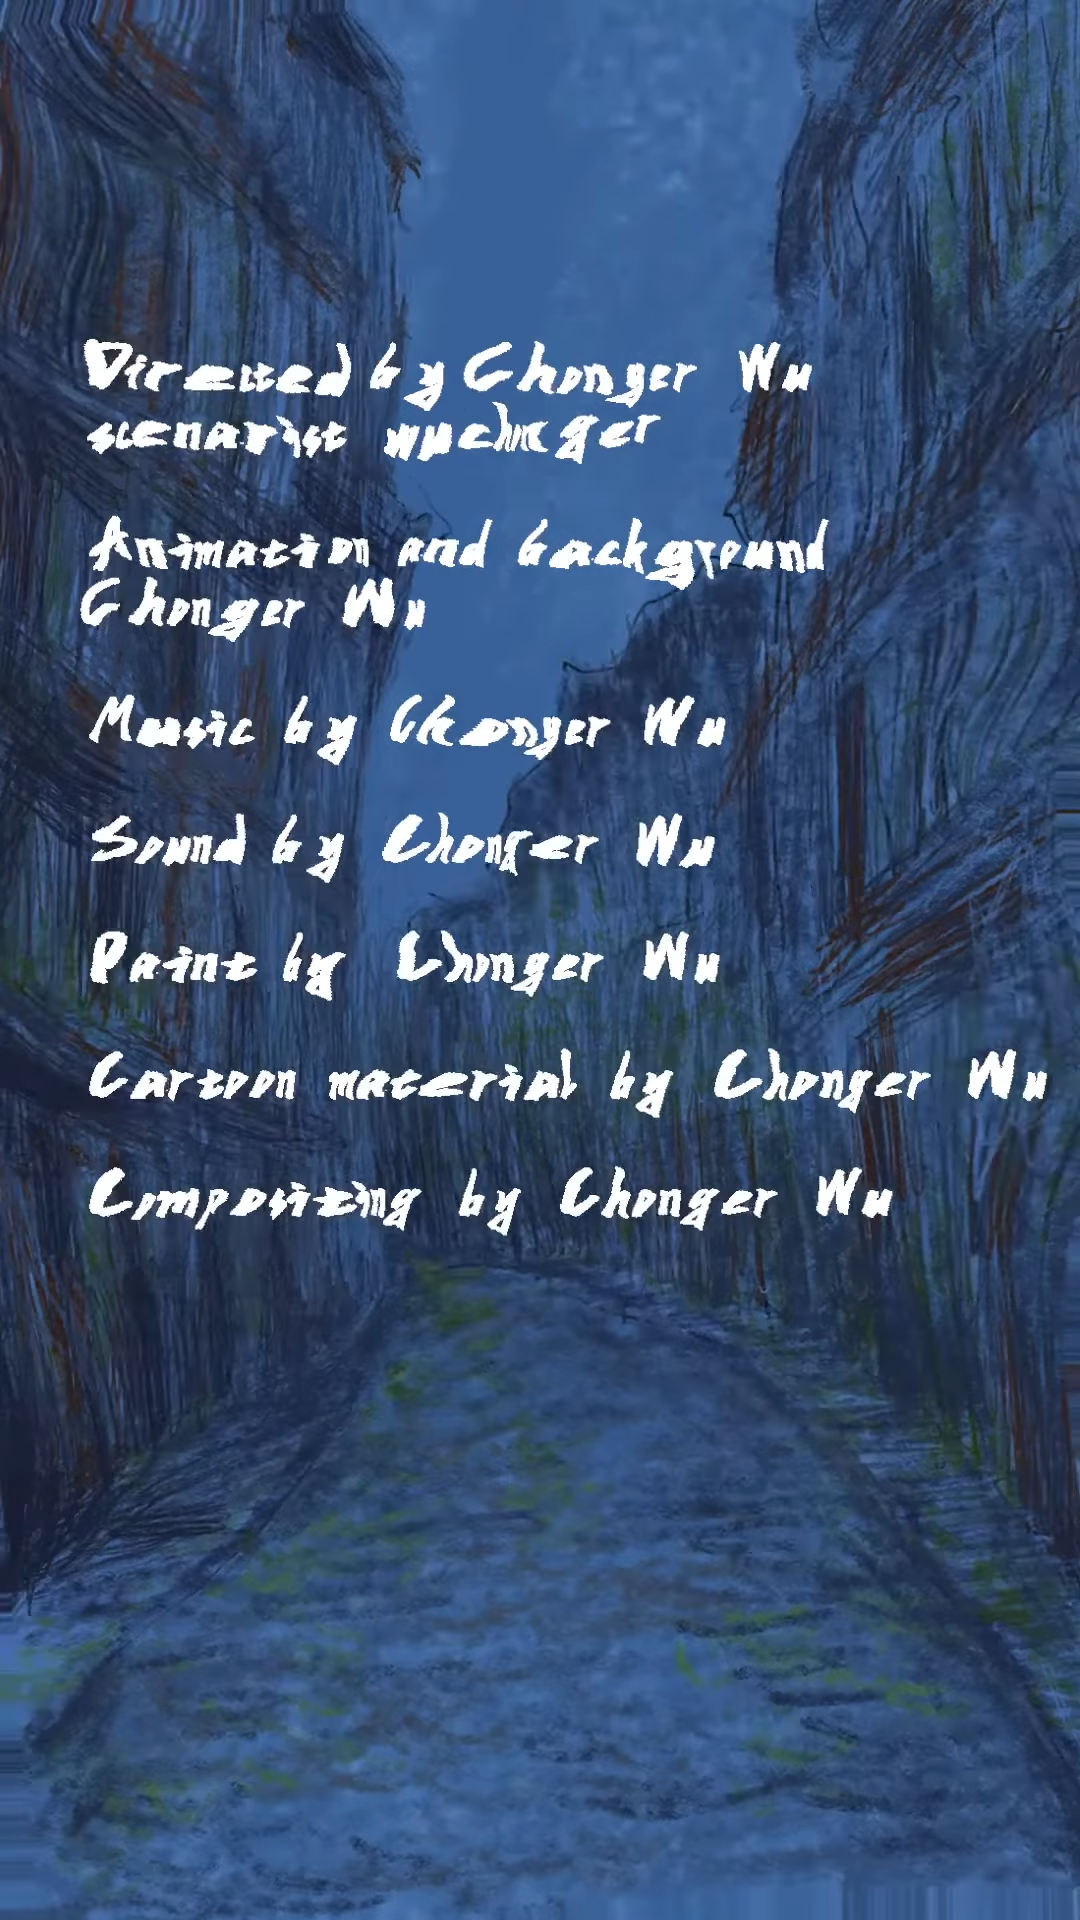 Directed by Chonger Wu
scenarist wuchonger
Animation and background
Chonger Wu
Music by Chonger Wu
Sound by Chonger Wu
Paint by Chonger Wu
Cartoon material by Chonger Wu
Compositing by Chonger Wu